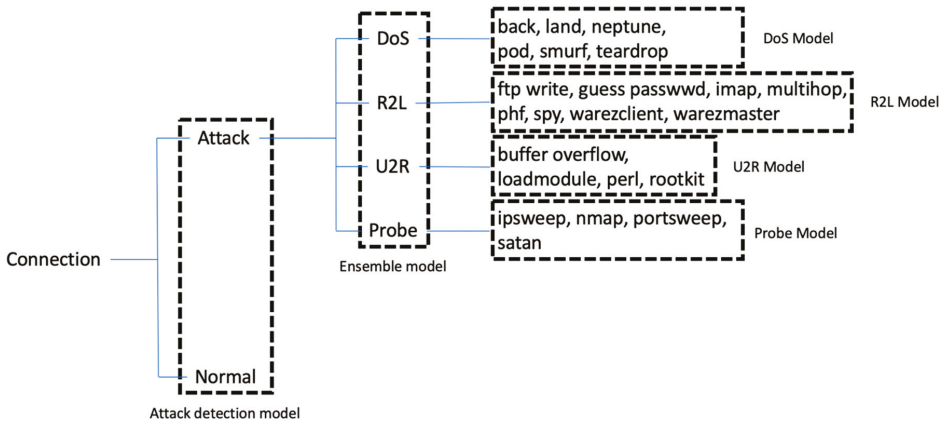 Connection
Attack
Normal
Attack detection model
DoS
R2L
U2R
Probe
Ensemble model
back, land, neptune,
pod, smurf, teardrop
DoS Model
ftp write, guess passwwd, imap, multihop,
phf, spy, warezclient, warezmaster
R2L Model
buffer overflow,
loadmodule, perl, rootkit
U2R Model
ipsweep, nmap, portsweep,
satan
Probe Model